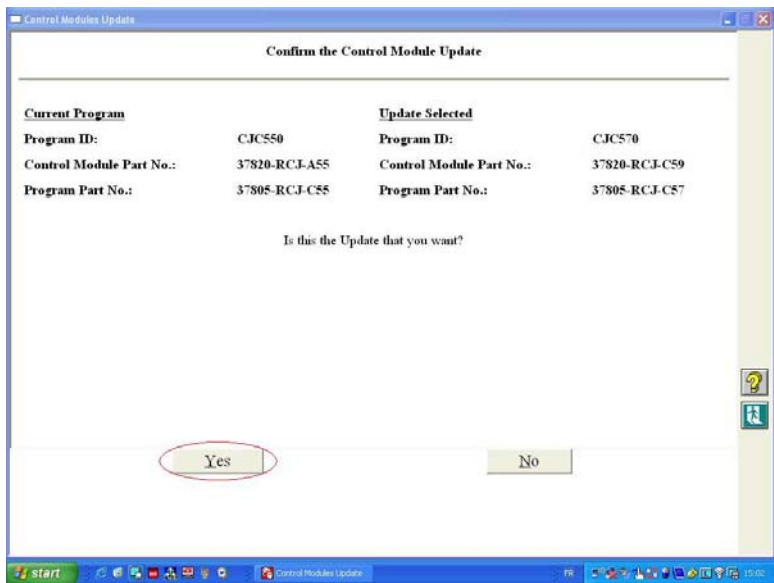 Control Modules Update
Confirm the Control Module Update
Current Program Update Selected
Program ID: CJC550 Program ID: CJC570
Control Module Part No.: 37820-RCJ-A55 Control Module Part No.: 37820-RCJ-C59
Program Part No.: 37805-RCJ-C55 Program Part No.: 37805-RCJ-C57
Is this the Update that you want?
Yes No
start Control Modules Update FR 15:02